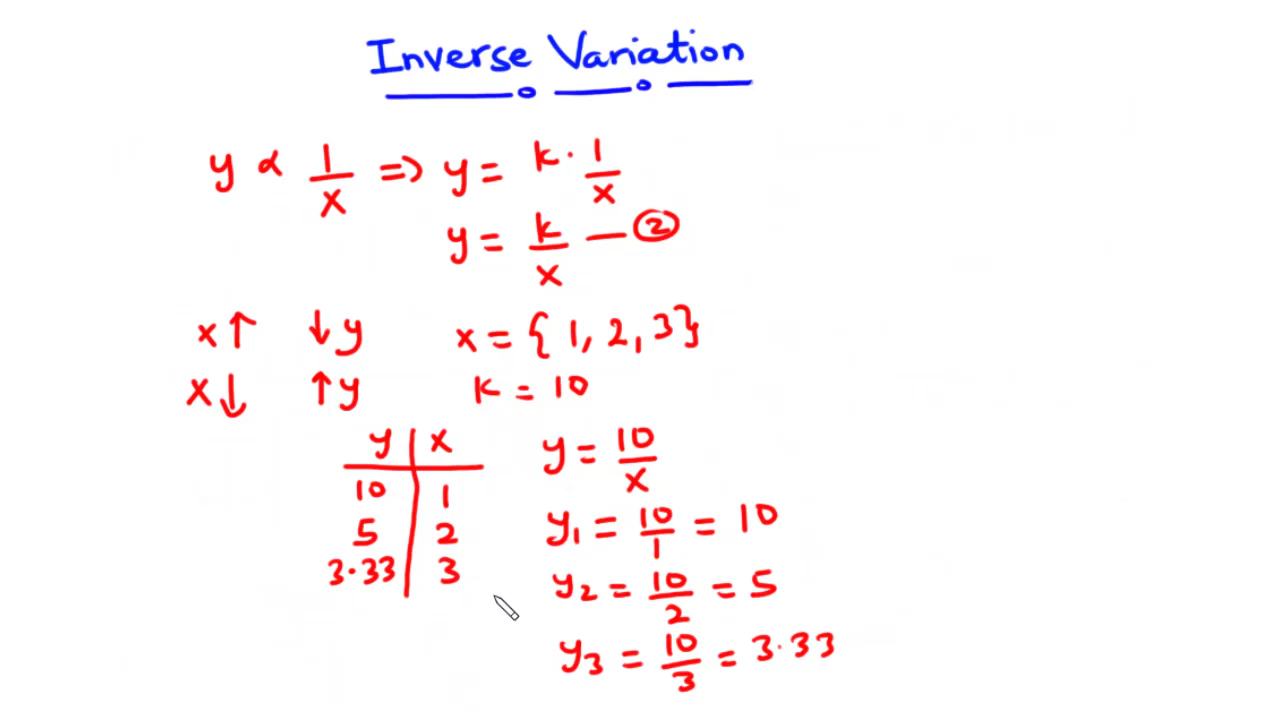 Inverse Variation
y ∝ 1/x => y = k · 1/x
y = k/x — ②
x↑ ↓y x = { 1, 2, 3}
x↓ ↑y k = 10
y | x y = 10/x
10 | 1 y₁ = 10/1 = 10
5 | 2 y₂ = 10/2 = 5
3·33 | 3 y₃ = 10/3 = 3·33